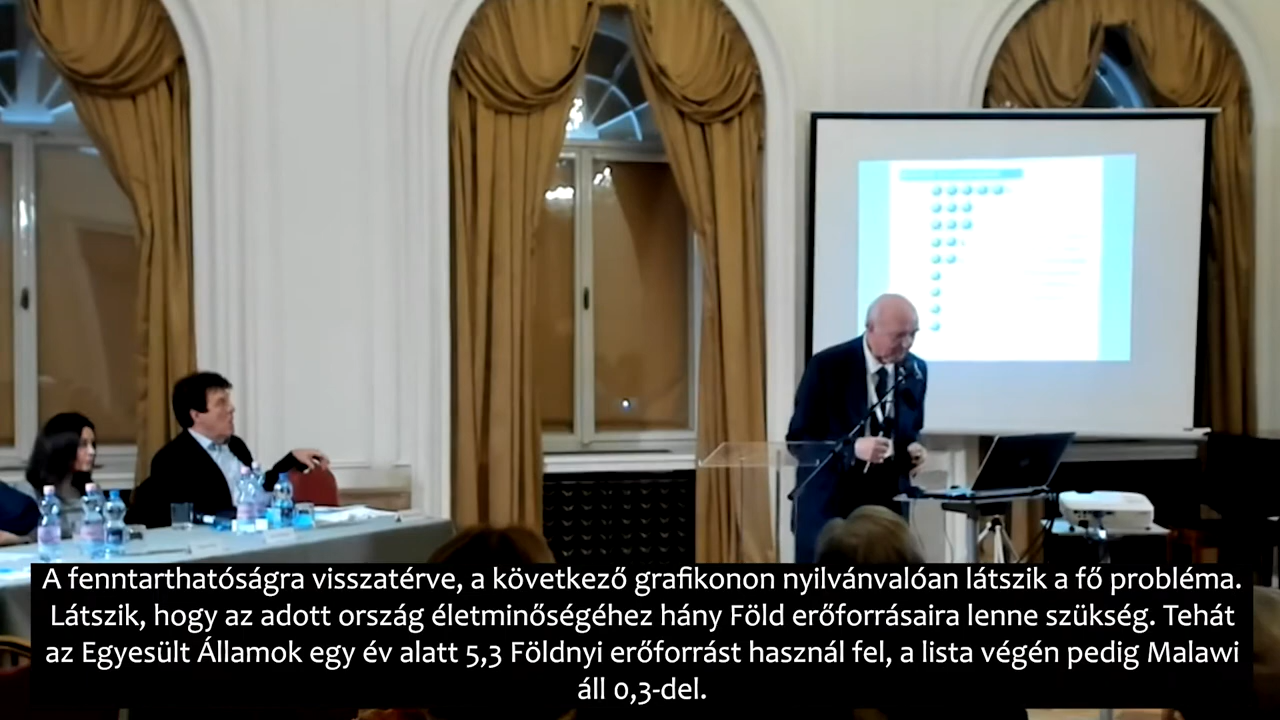 A fenntarthatóságra visszatérve, a következő grafikonon nyilvánvalóan látszik a fő probléma.
Látszik, hogy az adott ország életminőségéhez hány Föld erőforrásaira lenne szükség. Tehát
az Egyesült Államok egy év alatt 5,3 Földnyi erőforrást használ fel, a lista végén pedig Malawi
áll 0,3-del.